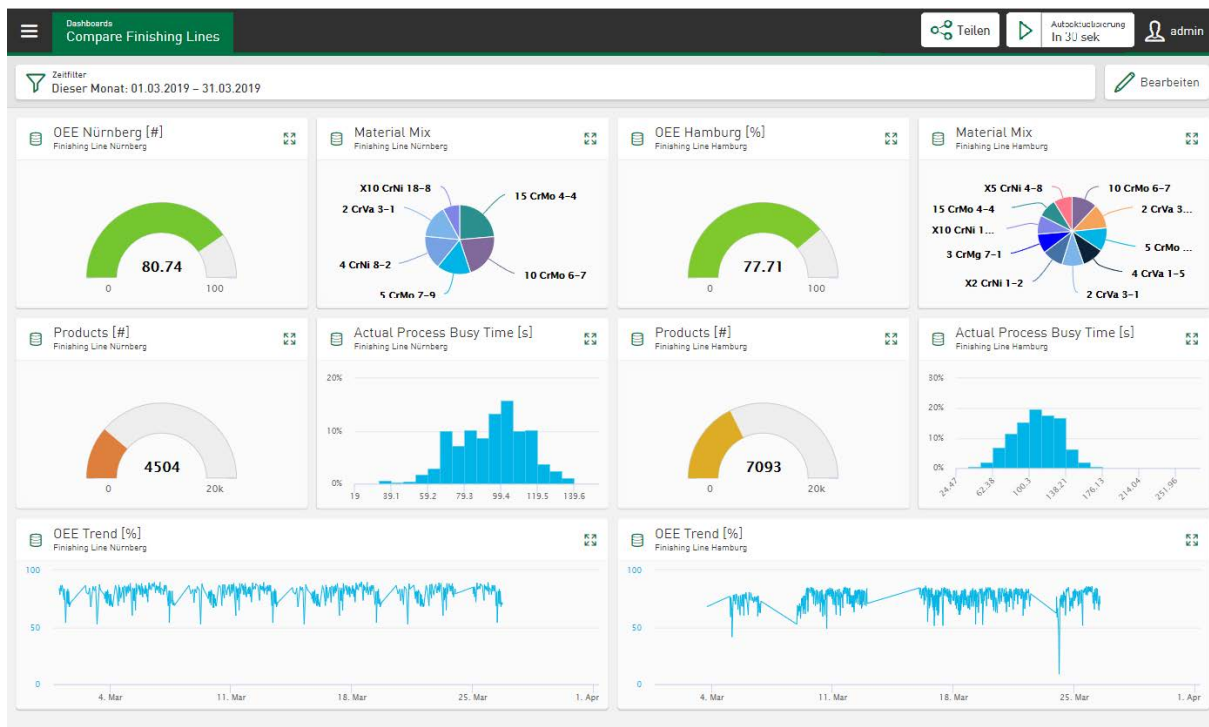 Dashboards
Compare Finishing Lines
Teilen
Autoaktualisierung
In 30 sek
admin
Zeitfilter
Dieser Monat: 01.03.2019 – 31.03.2019
Bearbeiten
OEE Nürnberg [#]
Finishing Line Nürnberg
80.74
0
100
Material Mix
Finishing Line Nürnberg
X10 CrNi 18-8
15 CrMo 4-4
2 CrVa 3-1
4 CrNi 8-2
10 CrMo 6-7
5 CrMo 7-9
OEE Hamburg [%]
Finishing Line Hamburg
77.71
0
100
Material Mix
Finishing Line Hamburg
X5 CrNi 4-8
10 CrMo 6-7
15 CrMo 4-4
2 CrVa 3...
X10 CrNi 1...
3 CrMg 7-1
5 CrMo ...
4 CrVa 1-5
X2 CrNi 1-2
2 CrVa 3-1
Products [#]
Finishing Line Nürnberg
4504
0
20k
Actual Process Busy Time [s]
Finishing Line Nürnberg
20%
10%
0%
19 39.1 59.2 79.3 99.4 119.5 139.6
Products [#]
Finishing Line Hamburg
7093
0
20k
Actual Process Busy Time [s]
Finishing Line Hamburg
30%
20%
10%
0%
24.47 62.38 100.3 138.21 176.13 214.04 251.96
OEE Trend [%]
Finishing Line Nürnberg
100
50
0
4. Mar 11. Mar 18. Mar 25. Mar 1. Apr
OEE Trend [%]
Finishing Line Hamburg
100
50
0
4. Mar 11. Mar 18. Mar 25. Mar 1. Apr